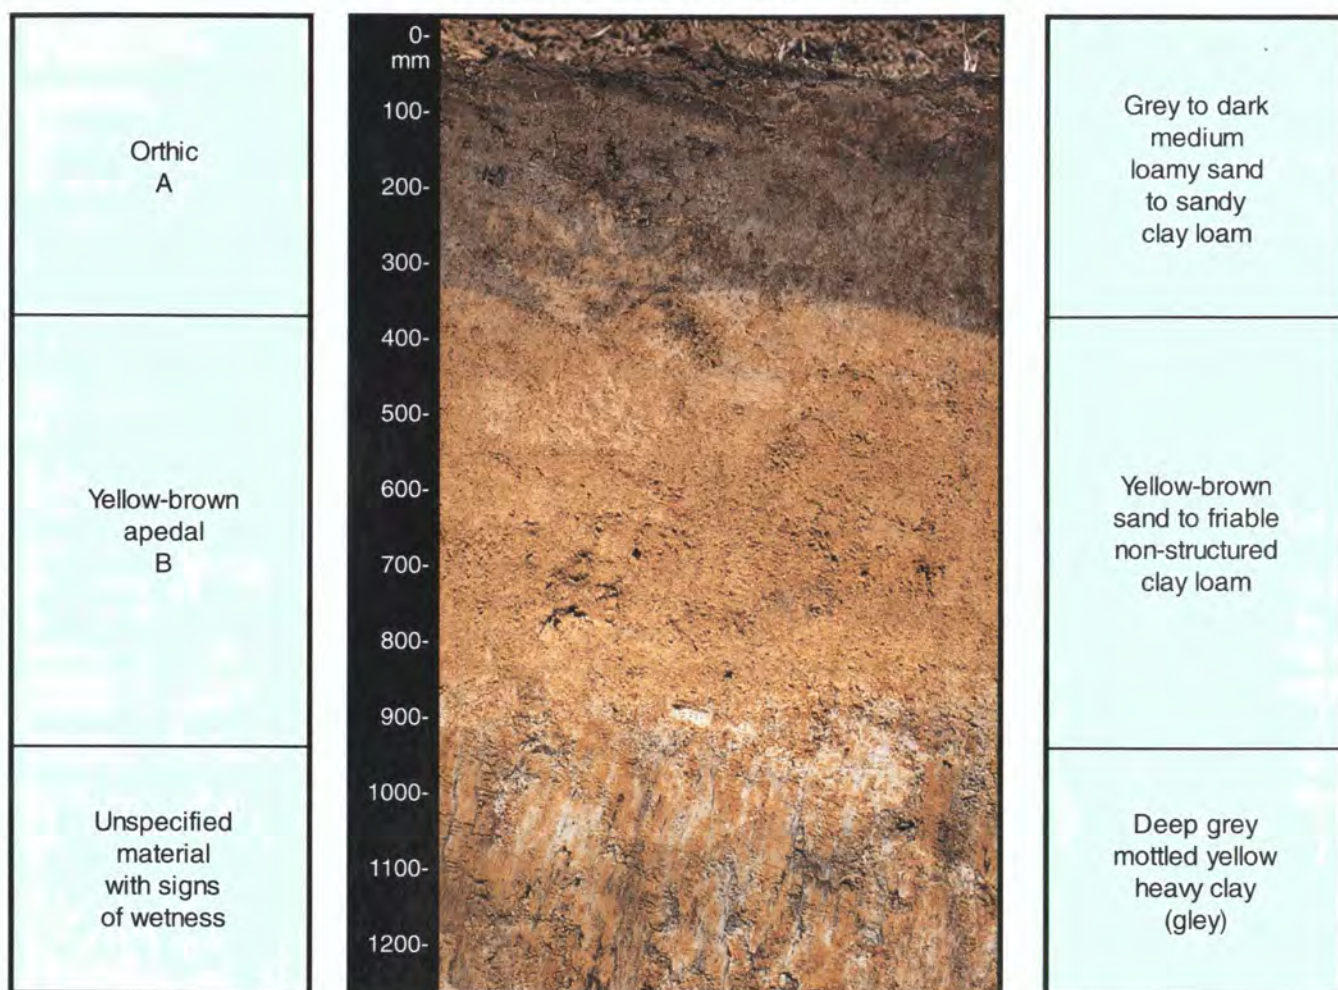 Orthic
A
Yellow-brown
apedal
B
Unspecified
material
with signs
of wetness
0-
mm
100-
200-
300-
400-
500-
600-
700-
800-
900-
1000-
1100-
1200-
Grey to dark
medium
loamy sand
to sandy
clay loam
Yellow-brown
sand to friable
non-structured
clay loam
Deep grey
mottled yellow
heavy clay
(gley)